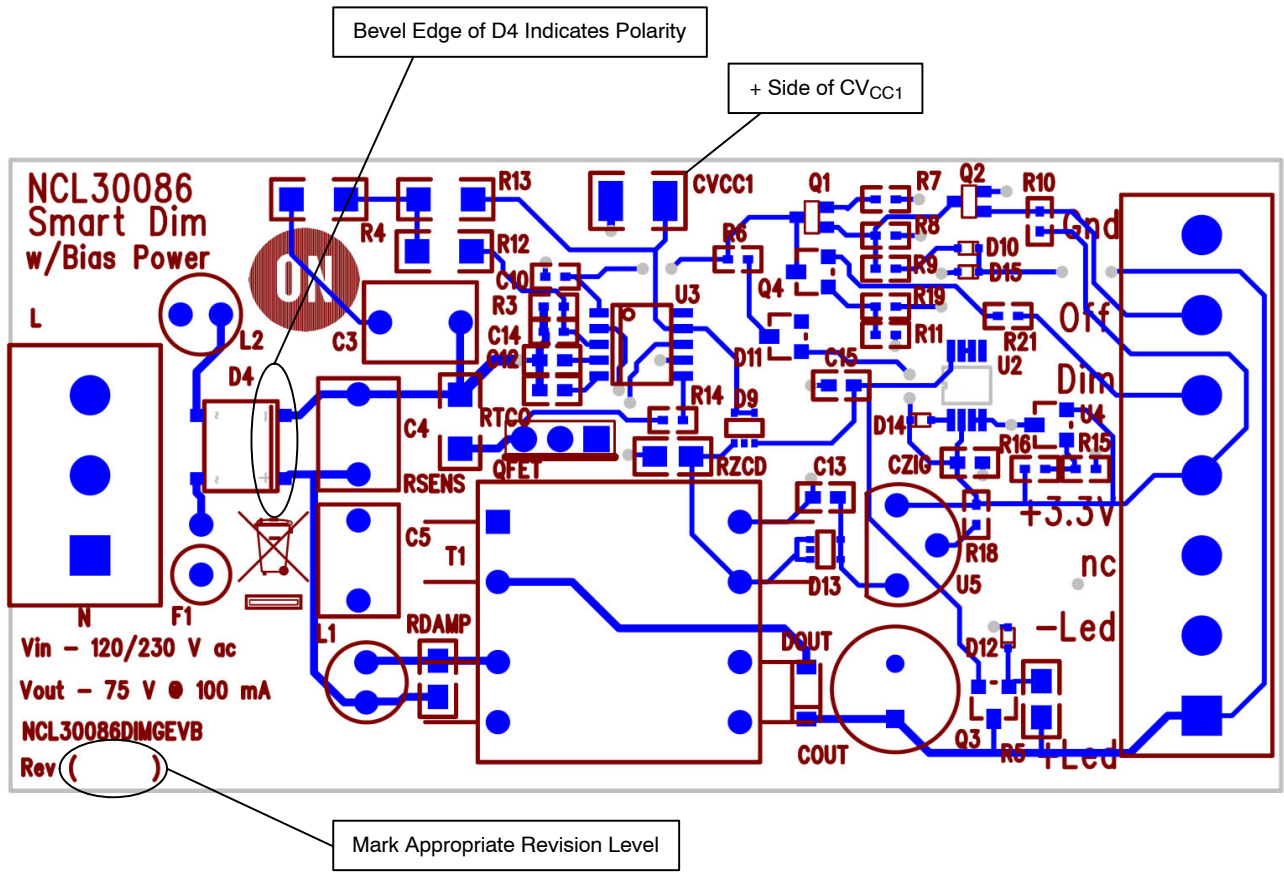 Bevel Edge of D4 Indicates Polarity
+ Side of CVCC1
NCL30086
Smart Dim
w/Bias Power
ON
R4
R13
R12
CVCC1
Q1
R7
Q2
R10
Gnd
R6
R8
D10
R9
D15
C10
R3
U3
Q4
R19
Off
L
L2
C3
C14
C12
D11
R11
R21
U2
Dim
D4
C15
~ -
RTCO
R14
D9
D14
U4
C4
QFET
RZCD
CZIG
R16
R15
~ +
RSENS
C13
+3.3V
C5
T1
R18
nc
D13
U5
N
F1
L1
RDAMP
DOUT
D12
-Led
Vin - 120/230 V ac
Vout - 75 V @ 100 mA
NCL30086DIMGEVB
Q3
R5
+Led
COUT
Rev ( )
Mark Appropriate Revision Level